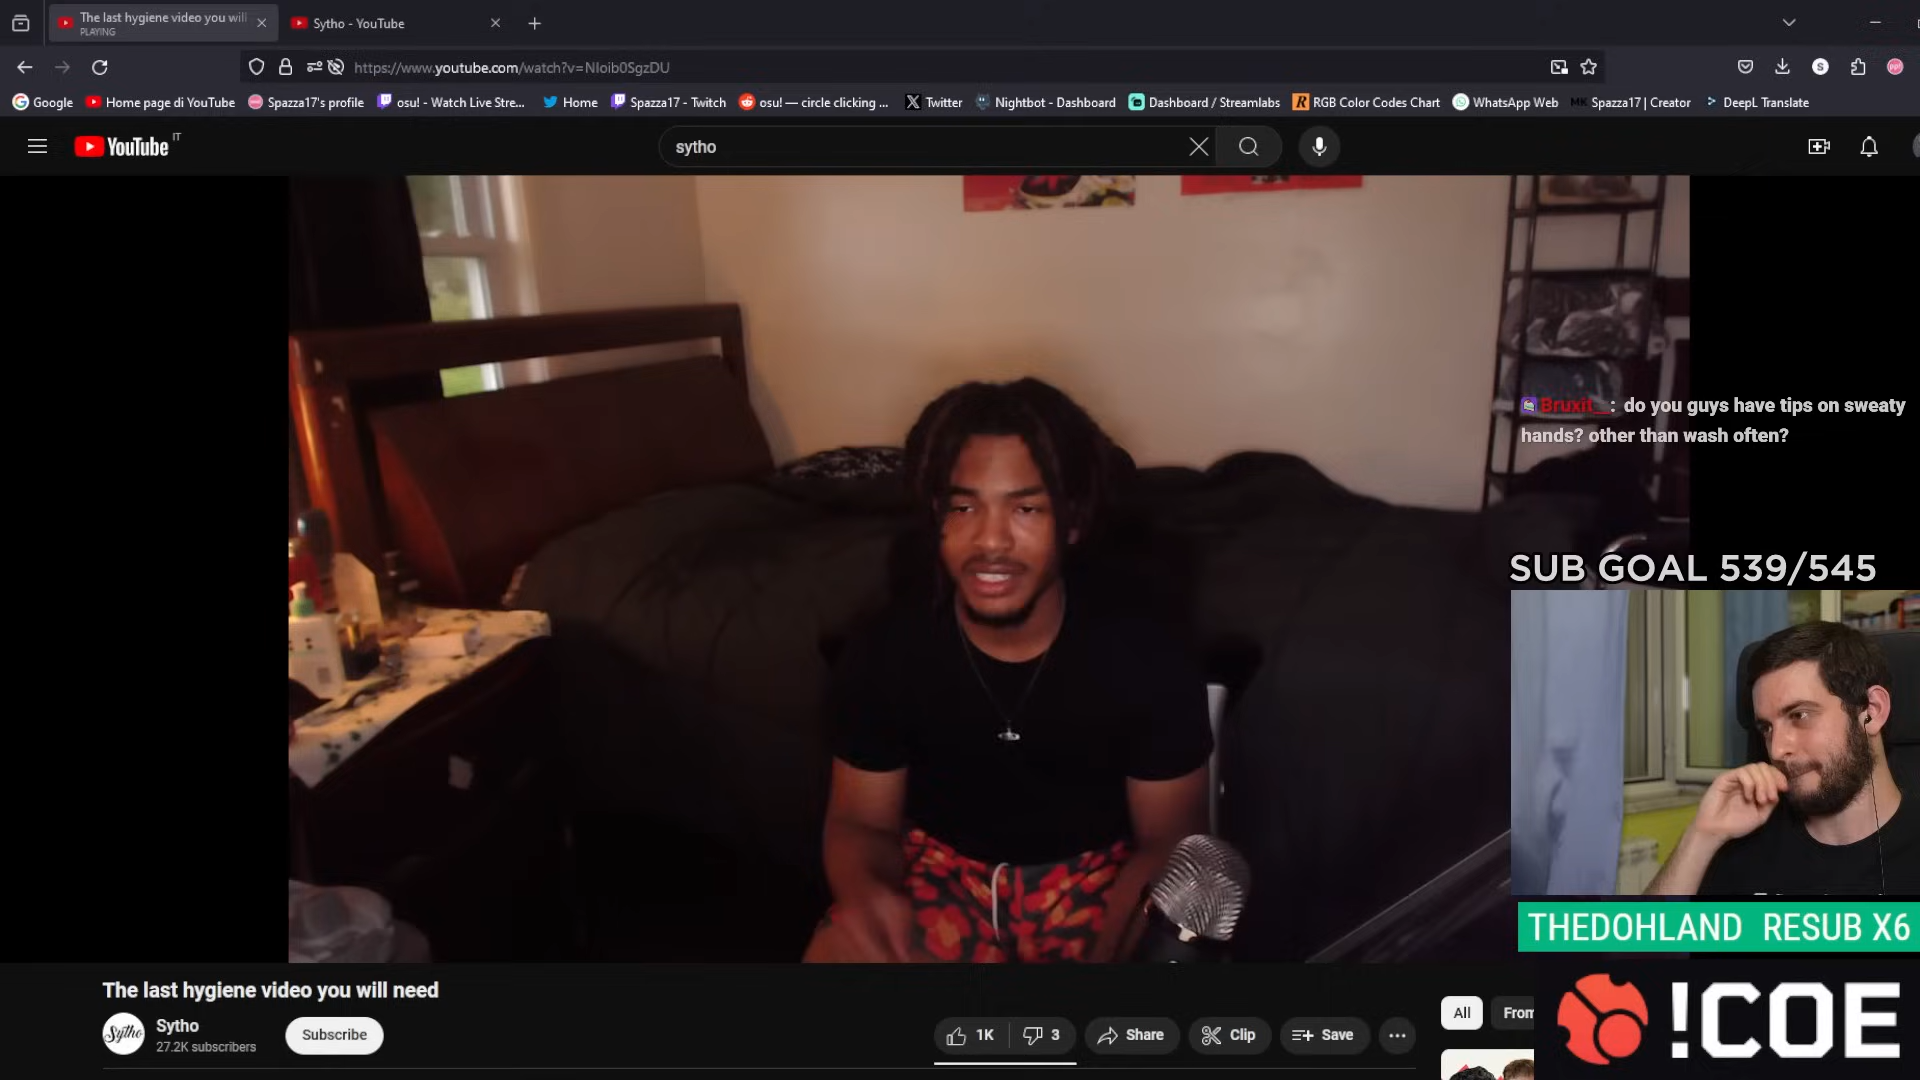 The last hygiene video you will
PLAYING
Sytho - YouTube
https://www.youtube.com/watch?v=NIoib0SgzDU
Google
Home page di YouTube
Spazza17's profile
osu! - Watch Live Stre...
Home
Spazza17 - Twitch
osu! — circle clicking ...
Twitter
Nightbot - Dashboard
Dashboard / Streamlabs
RGB Color Codes Chart
WhatsApp Web
MK Spazza17 | Creator
DeepL Translate
YouTube IT
sytho
Bruxit__: do you guys have tips on sweaty
hands? other than wash often?
SUB GOAL 539/545
THEDOHLAND RESUB X6
The last hygiene video you will need
Sytho
Sytho
27.2K subscribers
Subscribe
1K
3
Share
Clip
Save
All
From
!COE